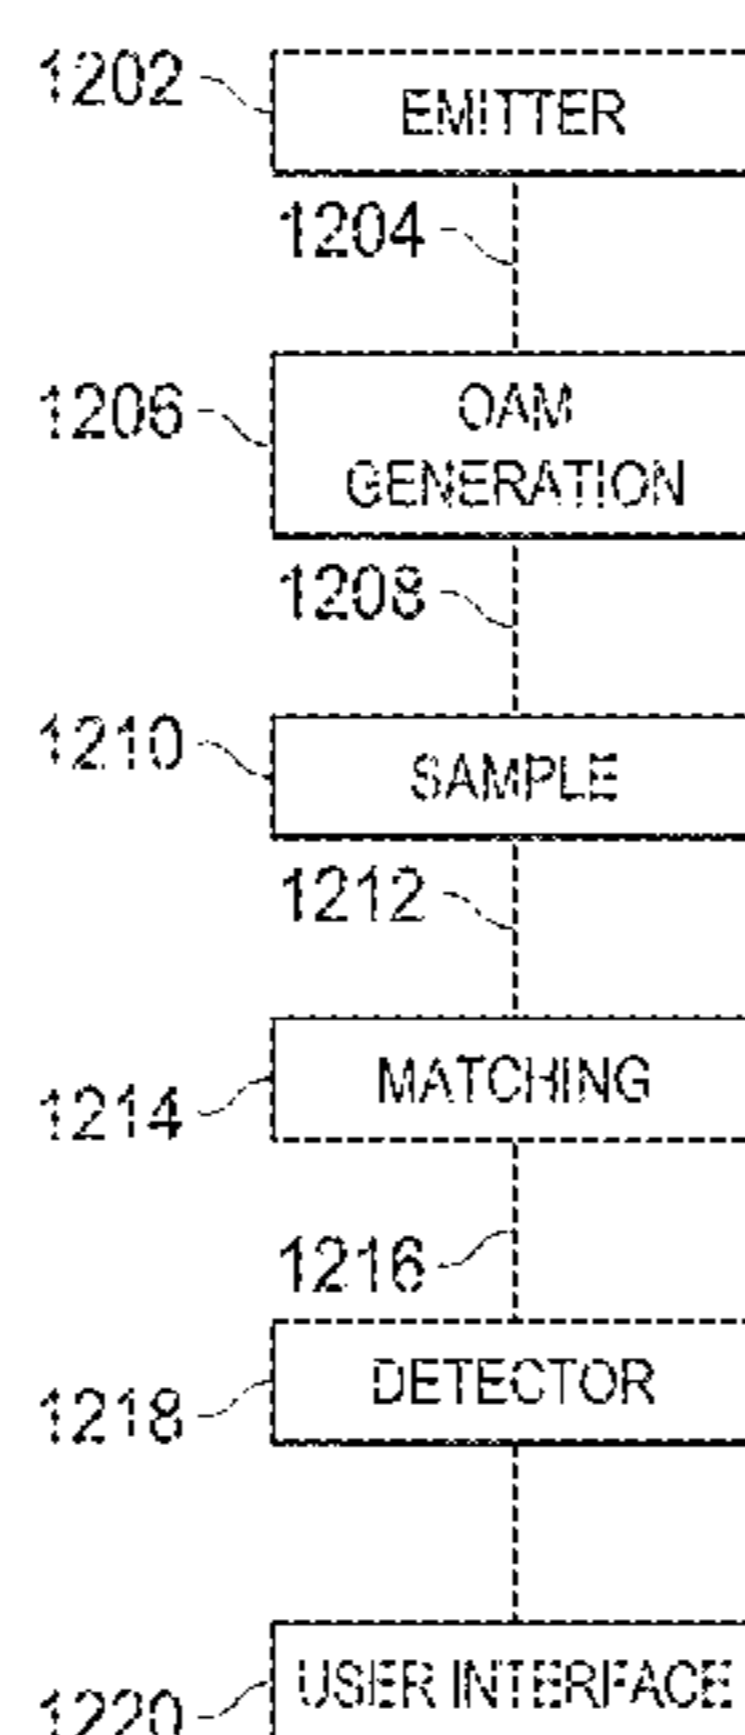 1202
EMITTER
1204
1206
OAM
GENERATION
1208
1210
SAMPLE
1212
MATCHING
1214
1216
DETECTOR
1218
USER INTERFACE
1220